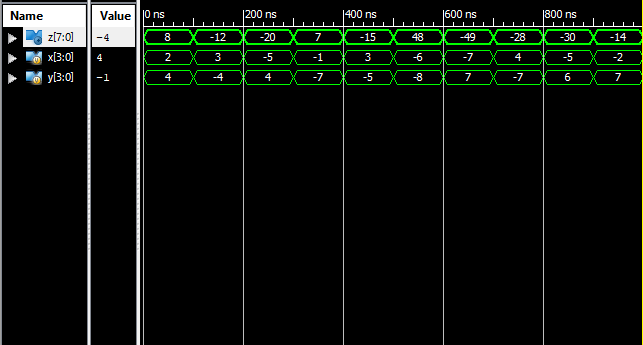 Name Value 0 ns 200 ns 400 ns 600 ns 800 ns
z[7:0] -4 8 -12 -20 7 -15 48 -49 -28 -30 -14
x[3:0] 4 2 3 -5 -1 3 -6 -7 4 -5 -2
y[3:0] -1 4 -4 4 -7 -5 -8 7 -7 6 7